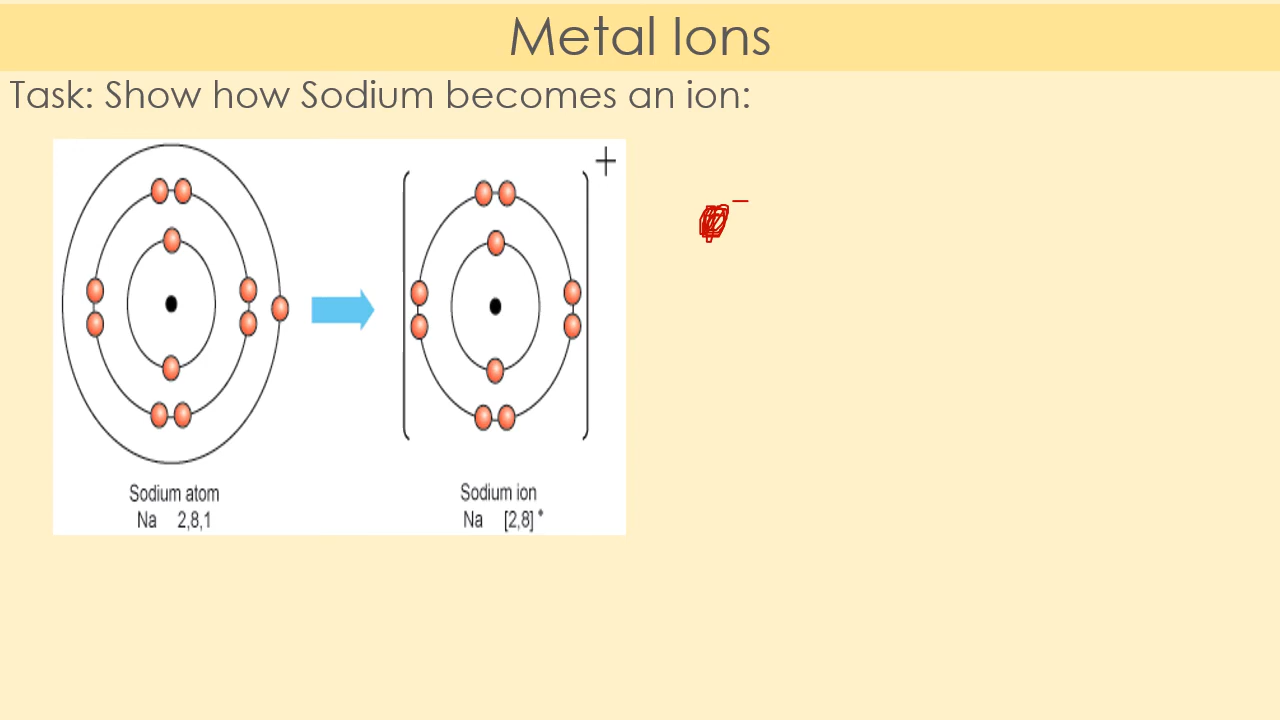 Metal Ions
Task: Show how Sodium becomes an ion:
+
−
Sodium atom
Na 2,8,1
Sodium ion
Na [2,8]⁺